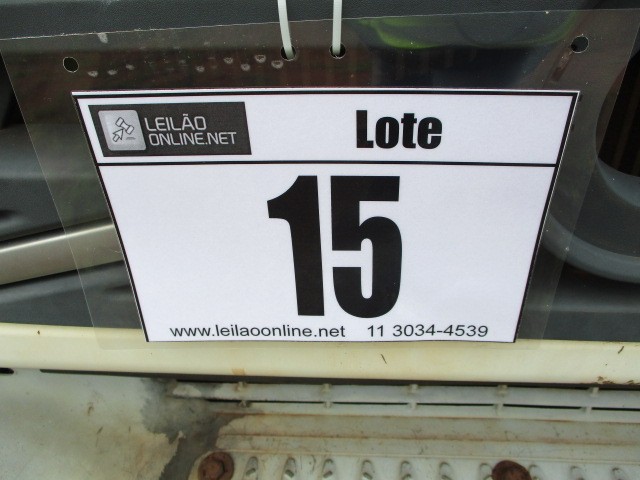 LEILÃO
ONLINE.NET
Lote
15
www.leilaoonline.net 11 3034-4539